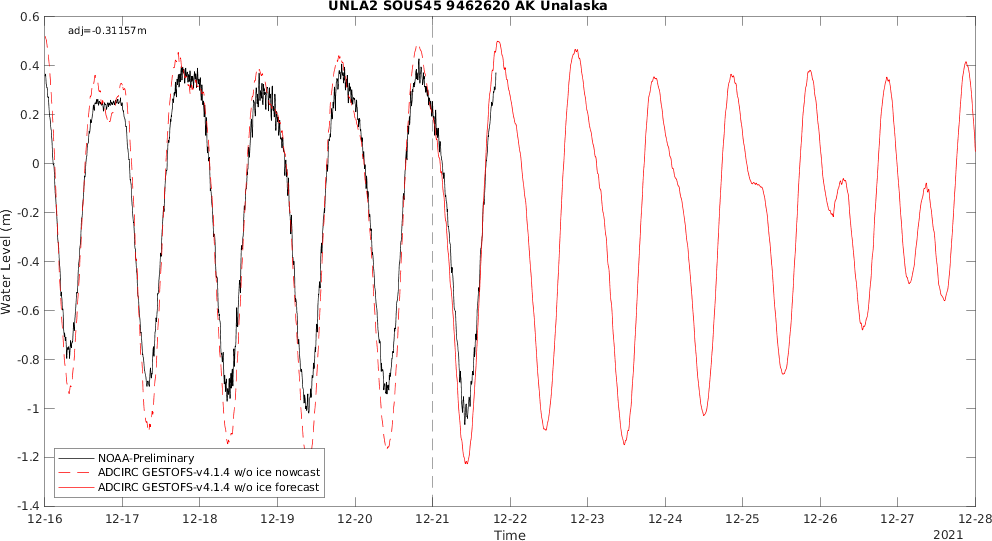 UNLA2 SOUS45 9462620 AK Unalaska
adj=-0.31157m
0.6
0.4
0.2
0
-0.2
-0.4
-0.6
-0.8
-1
-1.2
-1.4
Water Level (m)
NOAA-Preliminary
ADCIRC GESTOFS-v4.1.4 w/o ice nowcast
ADCIRC GESTOFS-v4.1.4 w/o ice forecast
12-16 12-17 12-18 12-19 12-20 12-21 12-22 12-23 12-24 12-25 12-26 12-27 12-28
Time
2021